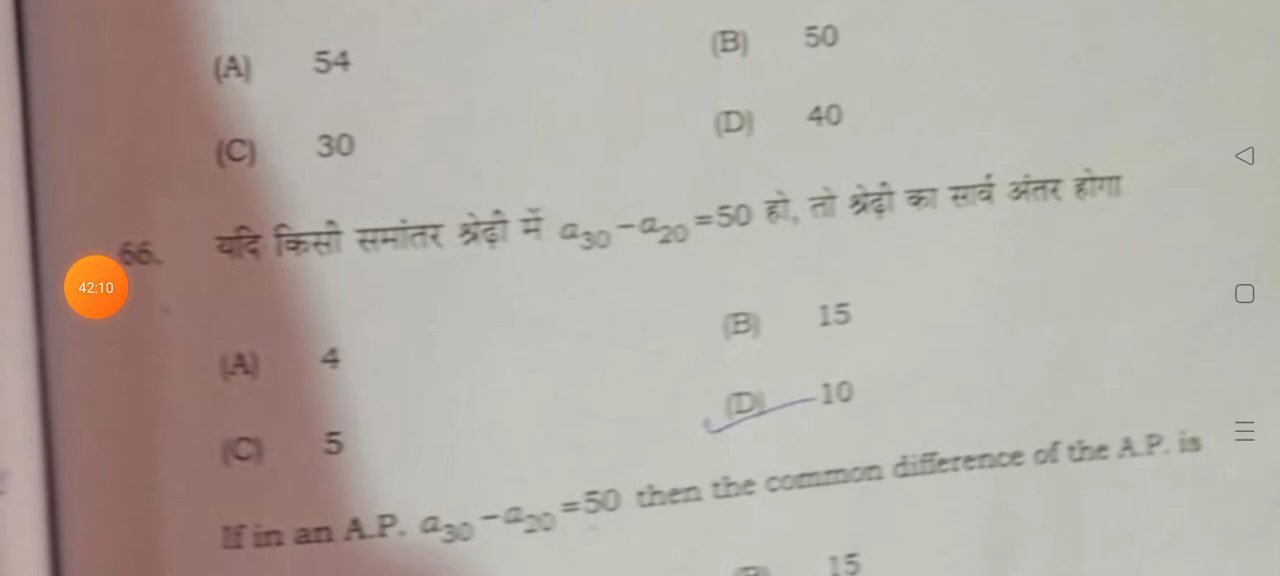 (A) 54 (B) 50
(C) 30 (D) 40
66. यदि किसी समांतर श्रेढ़ी में a₃₀-a₂₀=50 हो, तो श्रेढ़ी का सार्व अंतर होगा
42:10
(A) 4 (B) 15
(C) 5 (D) 10
If in an A.P. a₃₀-a₂₀=50 then the common difference of the A.P. is
15